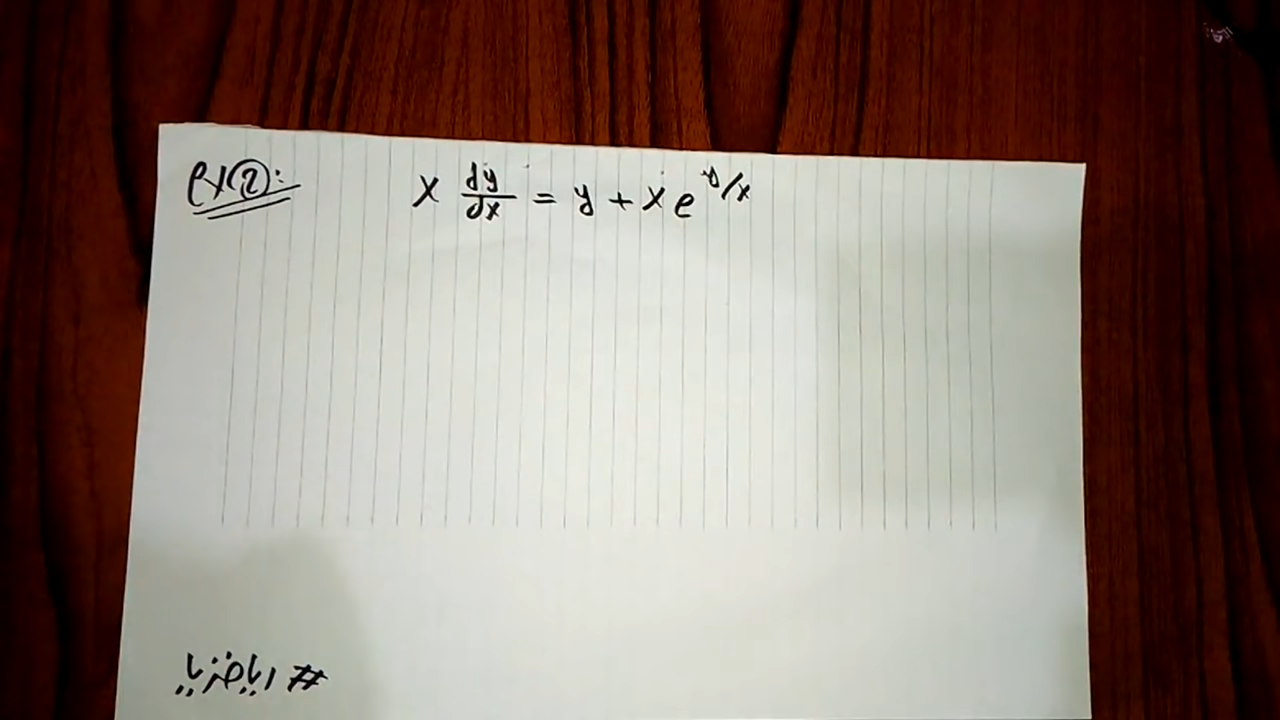 ex②: x dy/dx = y + x e^{y/x}
#رياضيات